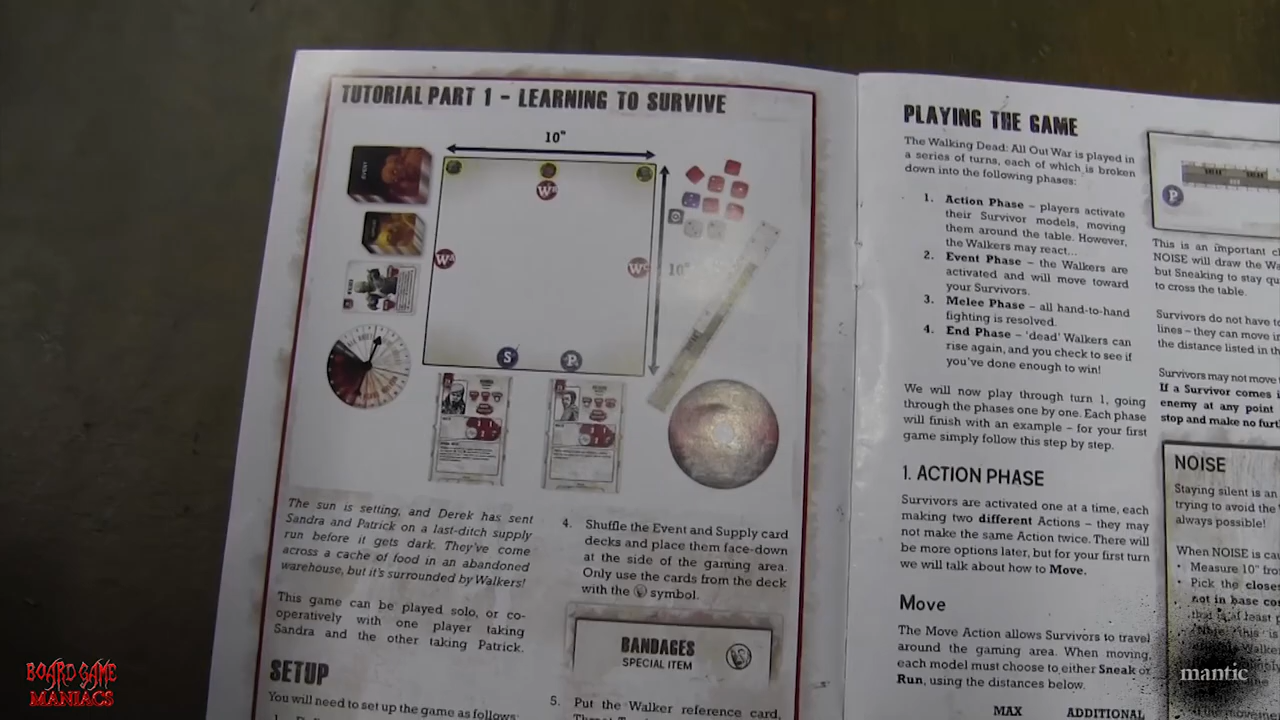 TUTORIAL PART 1 - LEARNING TO SURVIVE
10"
EVENT
W
W
W
10"
S
P
The sun is setting, and Derek has sent
Sandra and Patrick on a last-ditch supply
run before it gets dark. They've come
across a cache of food in an abandoned
warehouse, but it's surrounded by Walkers!
This game can be played solo, or co-
operatively with one player taking
Sandra and the other taking Patrick.
SETUP
You will need to set up the game as follows:
4. Shuffle the Event and Supply card
decks and place them face-down
at the side of the gaming area.
Only use the cards from the deck
with the symbol.
BANDAGES
SPECIAL ITEM
5. Put the Walker reference card,
PLAYING THE GAME
The Walking Dead: All Out War is played in
a series of turns, each of which is broken
down into the following phases:
1. Action Phase – players activate
their Survivor models, moving
them around the table. However,
the Walkers may react...
2. Event Phase – the Walkers are
activated and will move toward
your Survivors.
3. Melee Phase – all hand-to-hand
fighting is resolved.
4. End Phase – 'dead' Walkers can
rise again, and you check to see if
you've done enough to win!
We will now play through turn 1, going
through the phases one by one. Each phase
will finish with an example – for your first
game simply follow this step by step.
1. ACTION PHASE
Survivors are activated one at a time, each
making two different Actions – they may
not make the same Action twice. There will
be more options later, but for your first turn
we will talk about how to Move.
Move
The Move Action allows Survivors to travel
around the gaming area. When moving,
each model must choose to either Sneak or
Run, using the distances below.
MAX ADDITIONAL
P
This is an important
NOISE will draw the
but Sneaking to stay
to cross the table.
Survivors do not have
lines – they can move
the distance listed in
Survivors may not move
If a Survivor comes
enemy at any point
stop and make no
NOISE
Staying silent is an
trying to avoid the
always possible!
When NOISE is
• Measure 10"
• Pick the
not in base
BOARD GAME
MANIACS
mantic